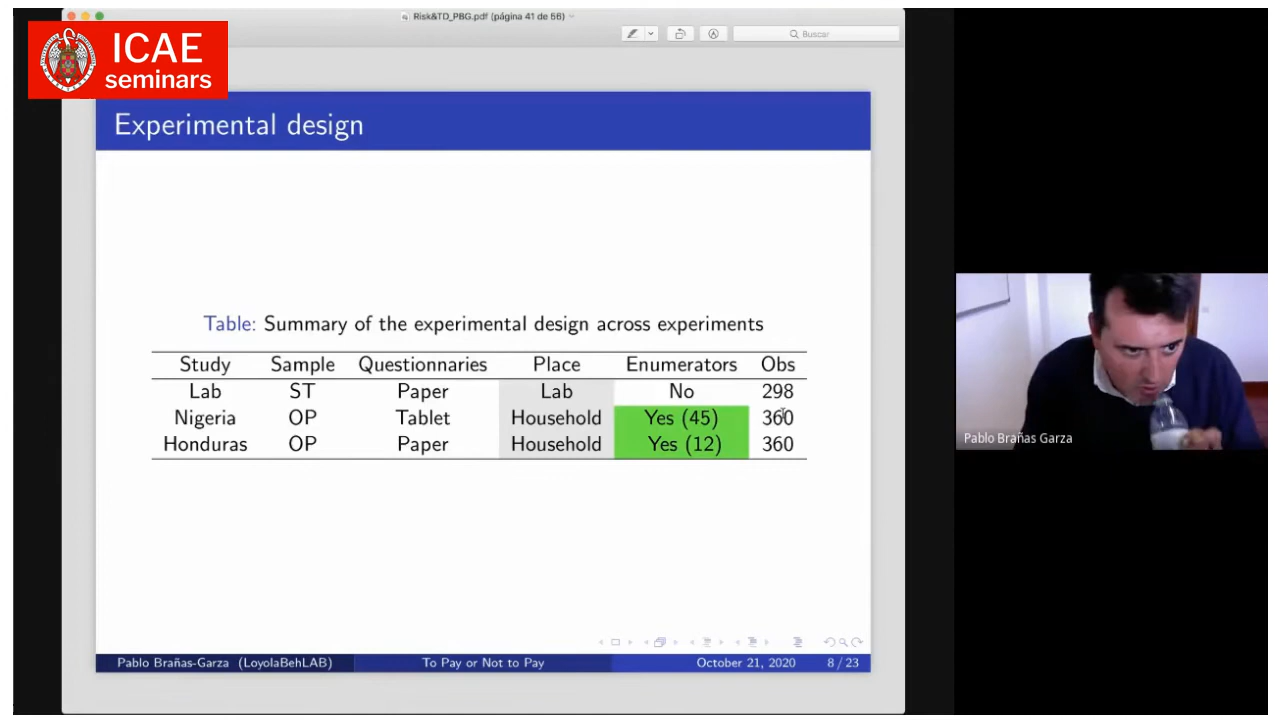 Risk&TD_PBG.pdf (página 41 de 56)
Buscar
ICAE
seminars
Experimental design
Table: Summary of the experimental design across experiments
Study Sample Questionnaries Place Enumerators Obs
Lab ST Paper Lab No 298
Nigeria OP Tablet Household Yes (45) 360
Honduras OP Paper Household Yes (12) 360
Pablo Brañas Garza
Pablo Brañas-Garza (LoyolaBehLAB) To Pay or Not to Pay October 21, 2020 8 / 23